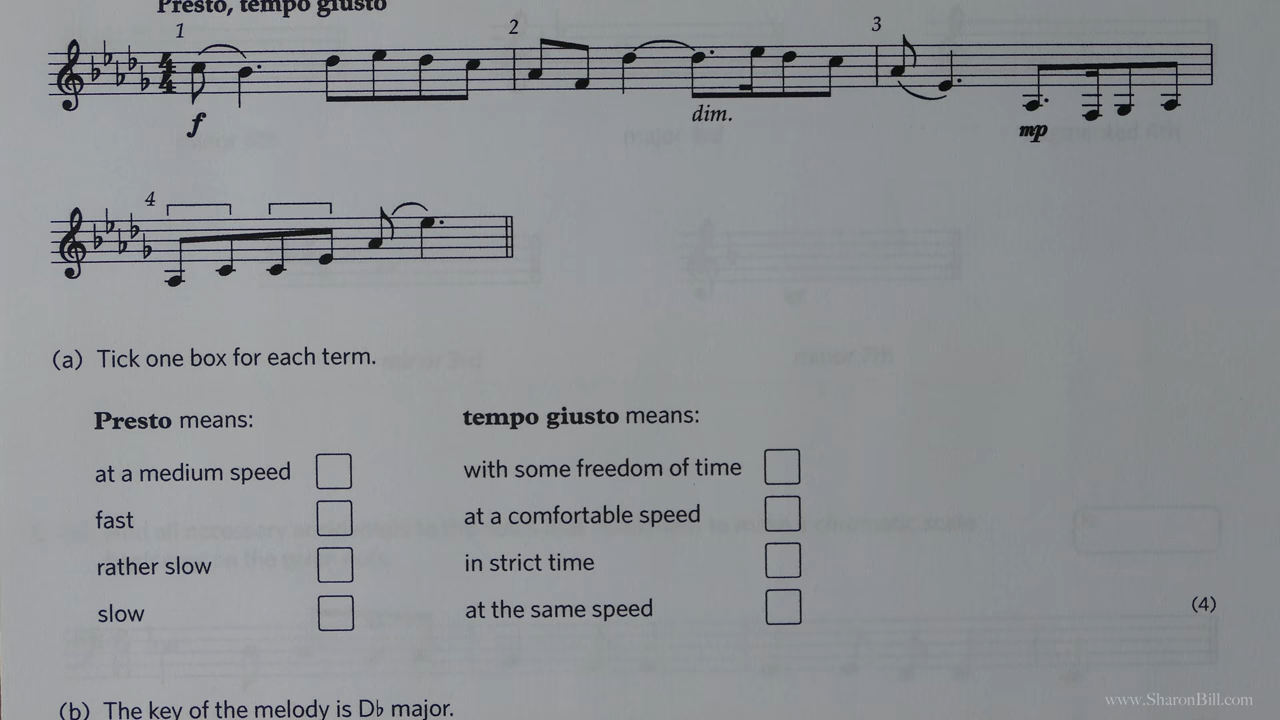 Presto, tempo giusto
1 2 3
4
4
f dim. mp
4
(a) Tick one box for each term.
Presto means: tempo giusto means:
at a medium speed with some freedom of time
fast at a comfortable speed
rather slow in strict time
slow at the same speed
(4)
(b) The key of the melody is D♭ major.
www.SharonBill.com